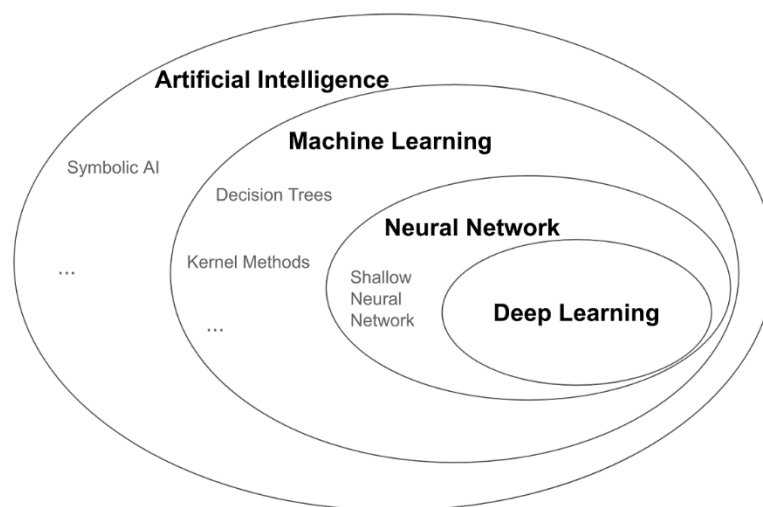 Artificial Intelligence
Machine Learning
Symbolic AI
Decision Trees
Neural Network
Kernel Methods
...
Shallow
Neural
Network
Deep Learning
...